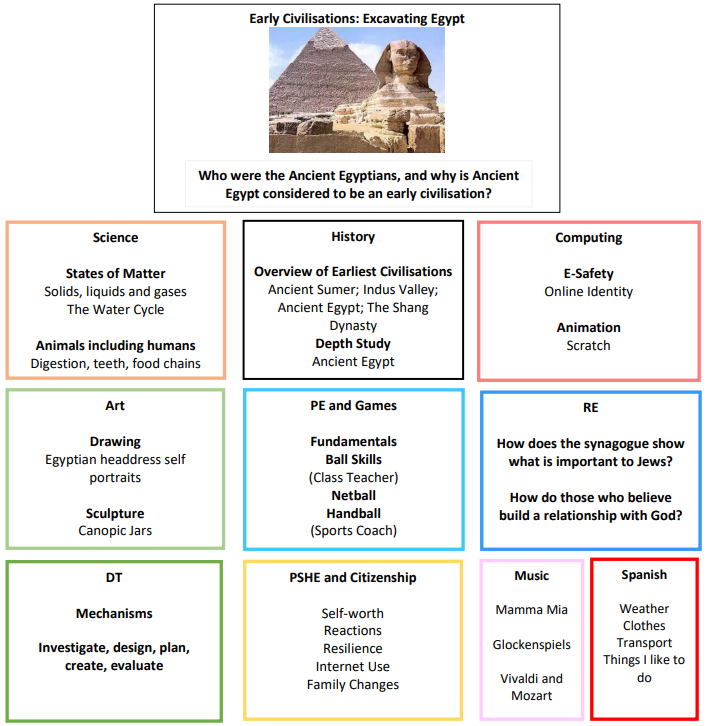 Early Civilisations: Excavating Egypt
Who were the Ancient Egyptians, and why is Ancient
Egypt considered to be an early civilisation?
Science
States of Matter
Solids, liquids and gases
The Water Cycle
Animals including humans
Digestion, teeth, food chains
History
Overview of Earliest Civilisations
Ancient Sumer; Indus Valley;
Ancient Egypt; The Shang
Dynasty
Depth Study
Ancient Egypt
Computing
E-Safety
Online Identity
Animation
Scratch
Art
Drawing
Egyptian headdress self
portraits
Sculpture
Canopic Jars
PE and Games
Fundamentals
Ball Skills
(Class Teacher)
Netball
Handball
(Sports Coach)
RE
How does the synagogue show
what is important to Jews?
How do those who believe
build a relationship with God?
DT
Mechanisms
Investigate, design, plan,
create, evaluate
PSHE and Citizenship
Self-worth
Reactions
Resilience
Internet Use
Family Changes
Music
Mamma Mia
Glockenspiels
Vivaldi and
Mozart
Spanish
Weather
Clothes
Transport
Things I like to
do